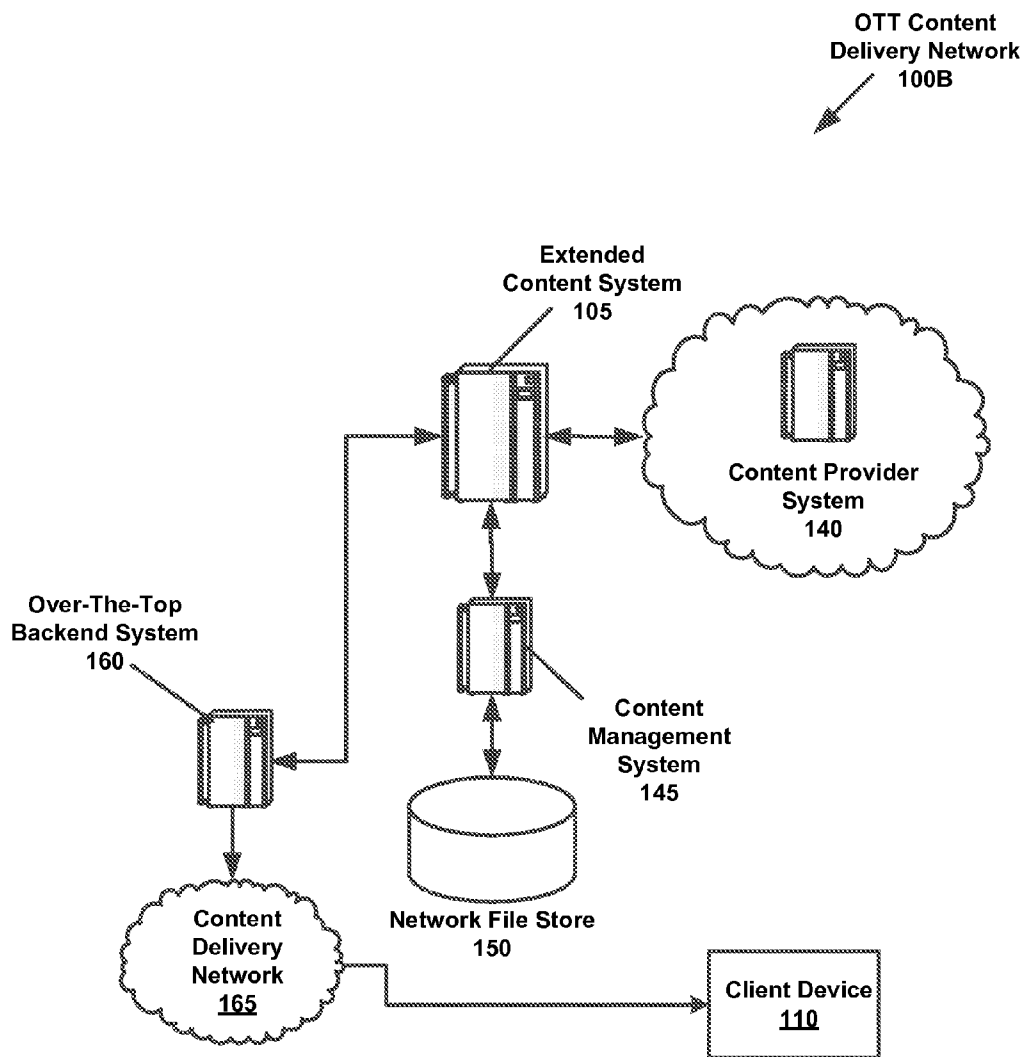 OTT Content
Delivery Network
100B
Extended
Content System
105
Content Provider
System
140
Over-The-Top
Backend System
160
Content
Management
System
145
Network File Store
150
Content
Delivery
Network
165
Client Device
110